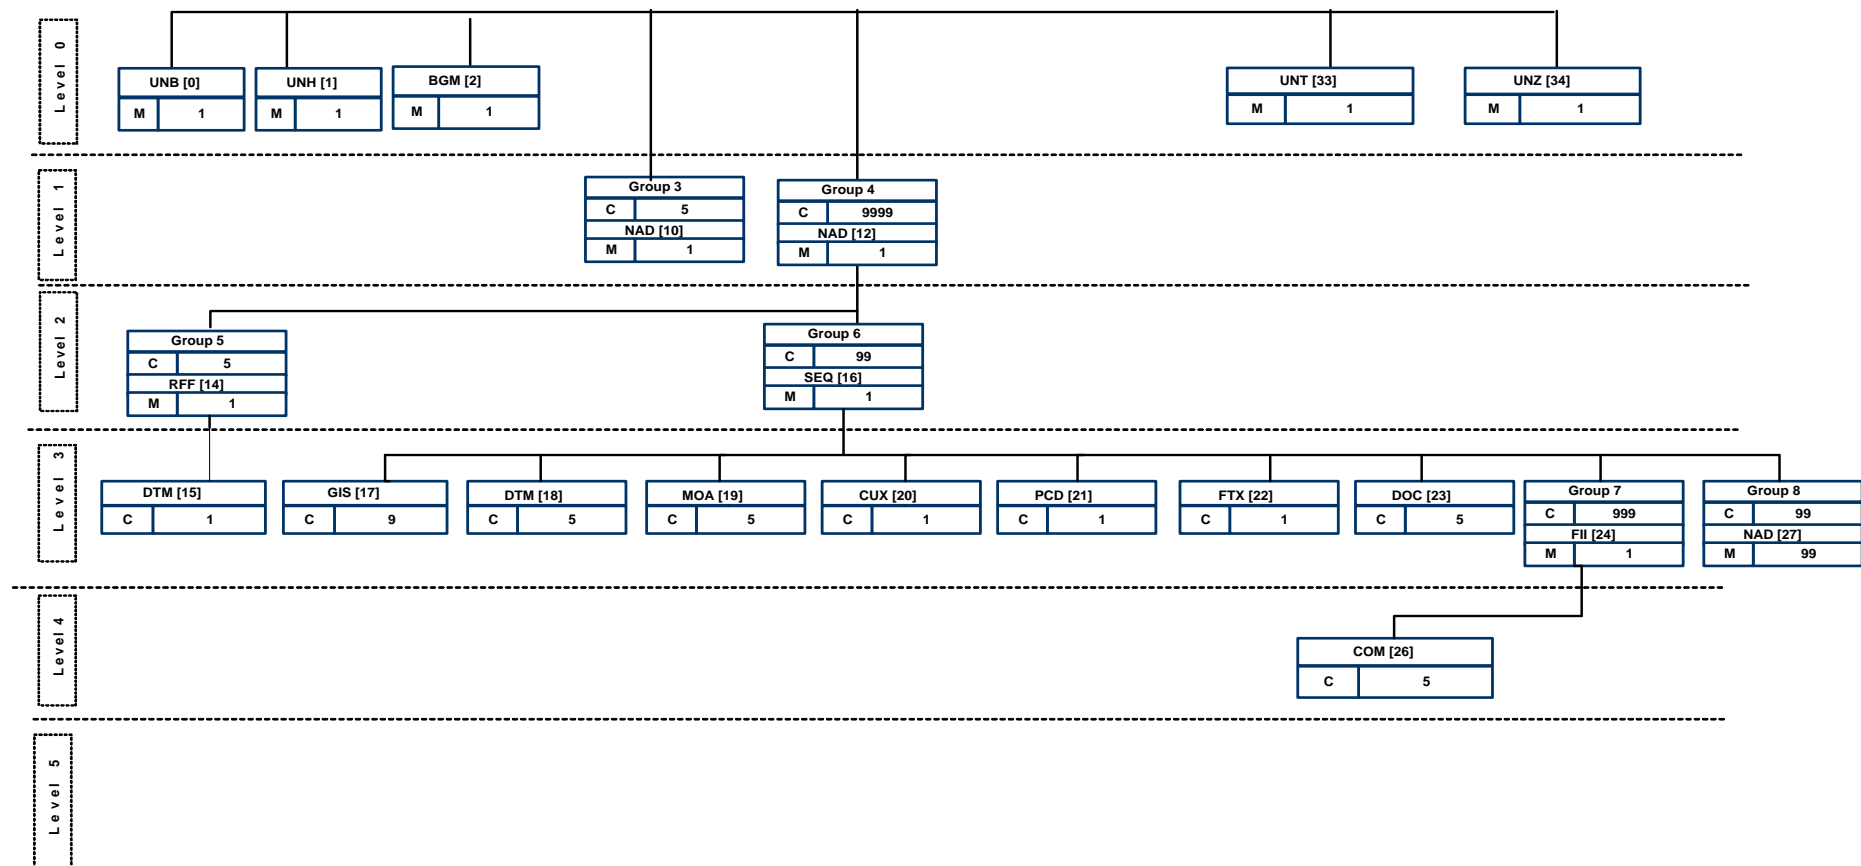 Level 0
UNB [0]
M 1
UNH [1]
M 1
BGM [2]
M 1
UNT [33]
M 1
UNZ [34]
M 1
Level 1
Group 3
C 5
NAD [10]
M 1
Group 4
C 9999
NAD [12]
M 1
Level 2
Group 5
C 5
RFF [14]
M 1
Group 6
C 99
SEQ [16]
M 1
Level 3
DTM [15]
C 1
GIS [17]
C 9
DTM [18]
C 5
MOA [19]
C 5
CUX [20]
C 1
PCD [21]
C 1
FTX [22]
C 1
DOC [23]
C 5
Group 7
C 999
FII [24]
M 1
Group 8
C 99
NAD [27]
M 99
Level 4
COM [26]
C 5
Level 5